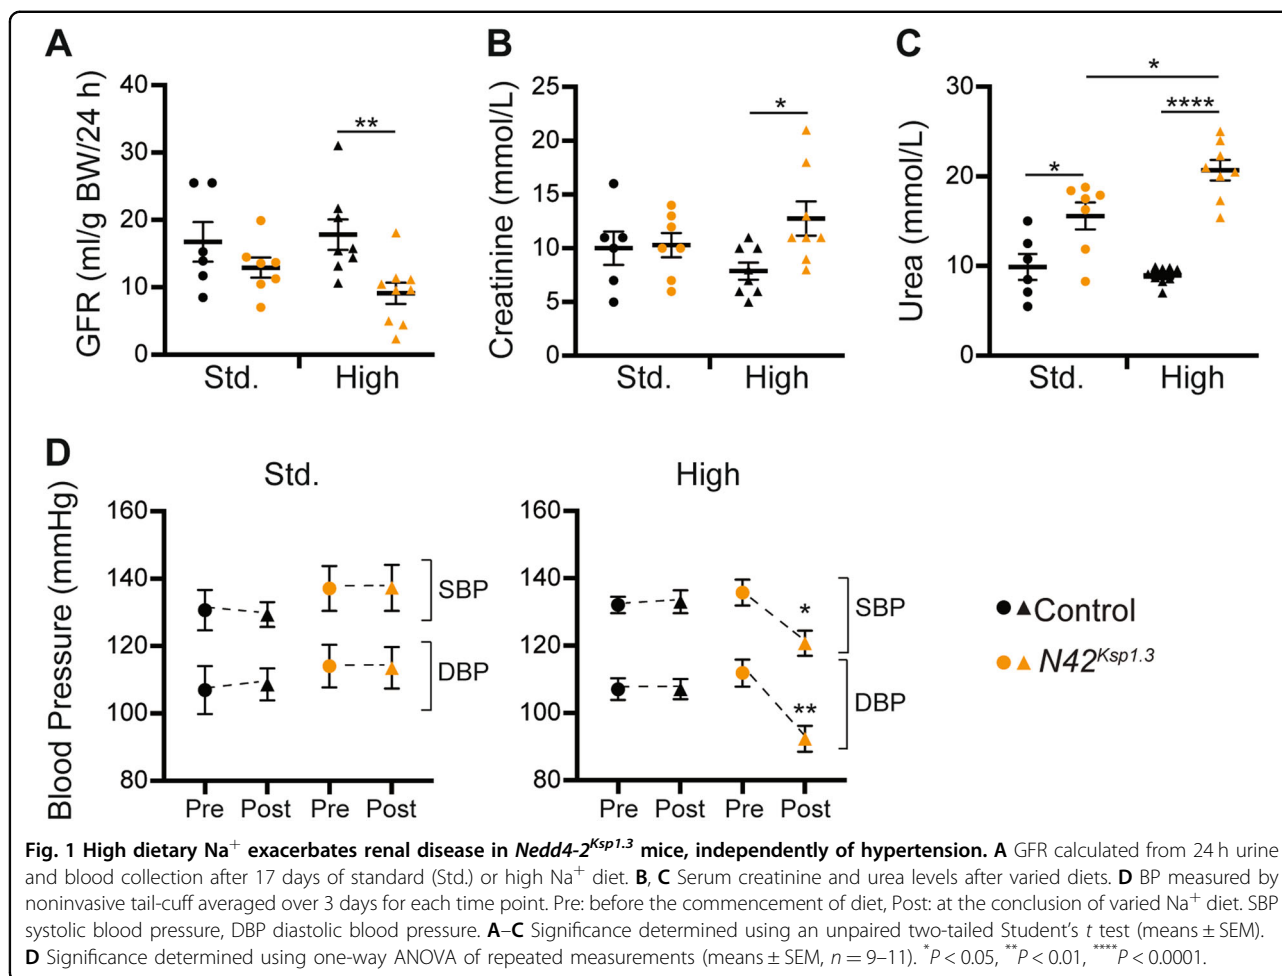 A
GFR (ml/g BW/24 h)
40
30
20
10
0
**
Std.
High
B
Creatinine (mmol/L)
25
20
15
10
5
0
*
Std.
High
C
Urea (mmol/L)
30
20
10
0
*
*
****
Std.
High
D
Blood Pressure (mmHg)
Std.
160
140
120
100
80
SBP
DBP
Pre Post Pre Post
High
160
140
120
100
80
*
SBP
**
DBP
Pre Post Pre Post
Control
N42Ksp1.3
Fig. 1 High dietary Na+ exacerbates renal disease in Nedd4-2Ksp1.3 mice, independently of hypertension. A GFR calculated from 24 h urine
and blood collection after 17 days of standard (Std.) or high Na+ diet. B, C Serum creatinine and urea levels after varied diets. D BP measured by
noninvasive tail-cuff averaged over 3 days for each time point. Pre: before the commencement of diet, Post: at the conclusion of varied Na+ diet. SBP
systolic blood pressure, DBP diastolic blood pressure. A–C Significance determined using an unpaired two-tailed Student's t test (means ± SEM).
D Significance determined using one-way ANOVA of repeated measurements (means ± SEM, n = 9–11). *P < 0.05, **P < 0.01, ****P < 0.0001.